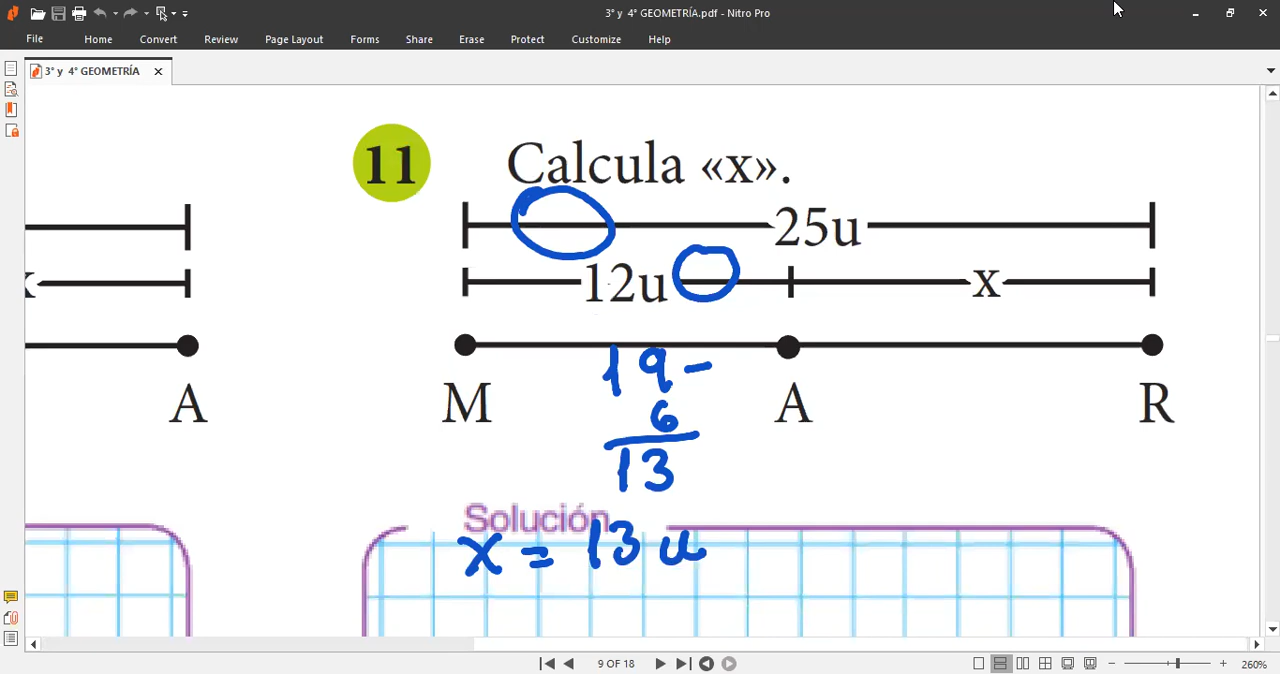 3° y 4° GEOMETRÍA.pdf - Nitro Pro
File Home Convert Review Page Layout Forms Share Erase Protect Customize Help
3° y 4° GEOMETRÍA
11 Calcula «x».
25u
x 12u x
19 -
A M A R
6
13
Solución
x = 13 u
9 OF 18
260%